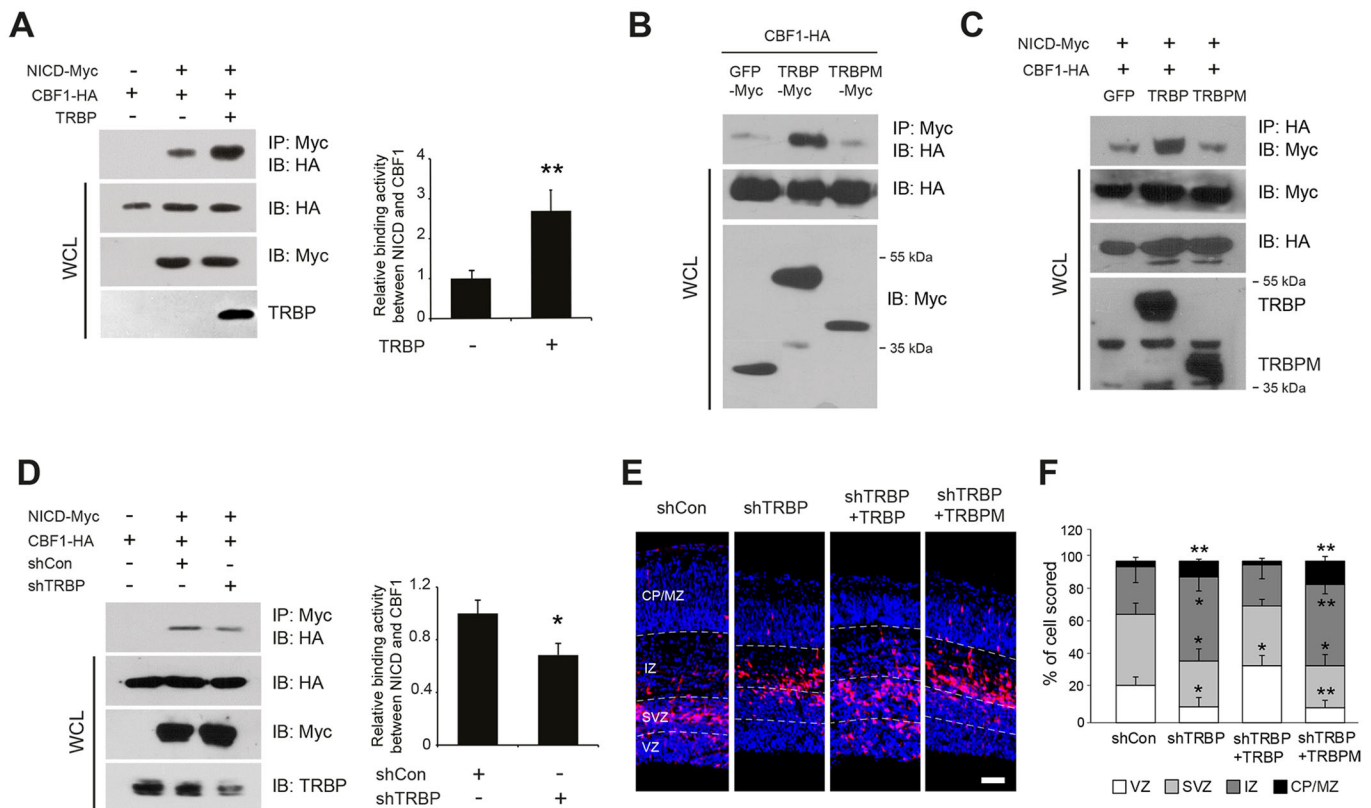 A
NICD-Myc - + +
CBF1-HA + + +
TRBP - - +
IP: Myc
IB: HA
WCL
IB: HA
IB: Myc
TRBP
Relative binding activity
between NICD and CBF1
5
4
3
2
1
0
**
TRBP - +
B
CBF1-HA
GFP TRBP TRBPM
-Myc -Myc -Myc
IP: Myc
IB: HA
WCL
IB: HA
- 55 kDa
IB: Myc
- 35 kDa
C
NICD-Myc + + +
CBF1-HA + + +
GFP TRBP TRBPM
IP: HA
IB: Myc
WCL
IB: Myc
IB: HA
- 55 kDa
TRBP
TRBPM
- 35 kDa
D
NICD-Myc - + +
CBF1-HA + + +
shCon - + -
shTRBP - - +
IP: Myc
IB: HA
WCL
IB: HA
IB: Myc
IB: TRBP
Relative binding activity
between NICD and CBF1
1.2
0.8
0.4
0
*
shCon + -
shTRBP - +
E
shCon
shTRBP
shTRBP
+TRBP
shTRBP
+TRBPM
CP/MZ
IZ
SVZ
VZ
F
% of cell scored
120
100
80
60
40
20
0
** **
* **
* * *
* **
shCon
shTRBP
shTRBP
+TRBP
shTRBP
+TRBPM
VZ SVZ IZ CP/MZ